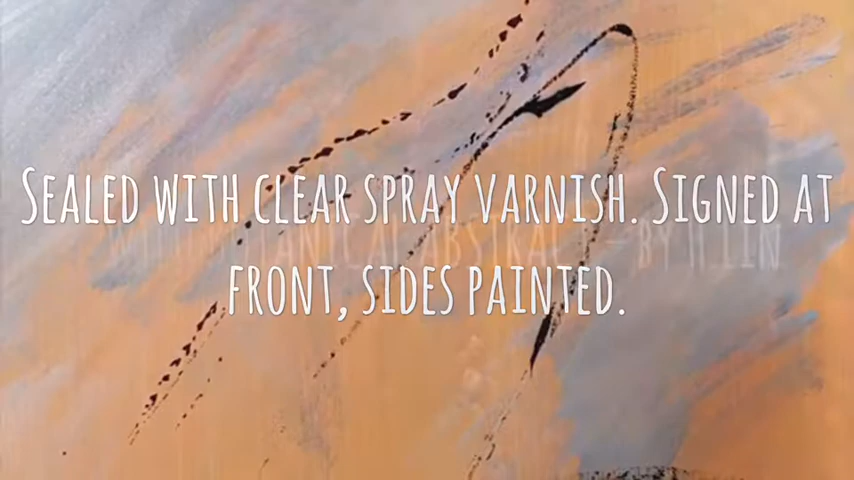 Sealed with clear spray varnish. Signed at
front, sides painted.